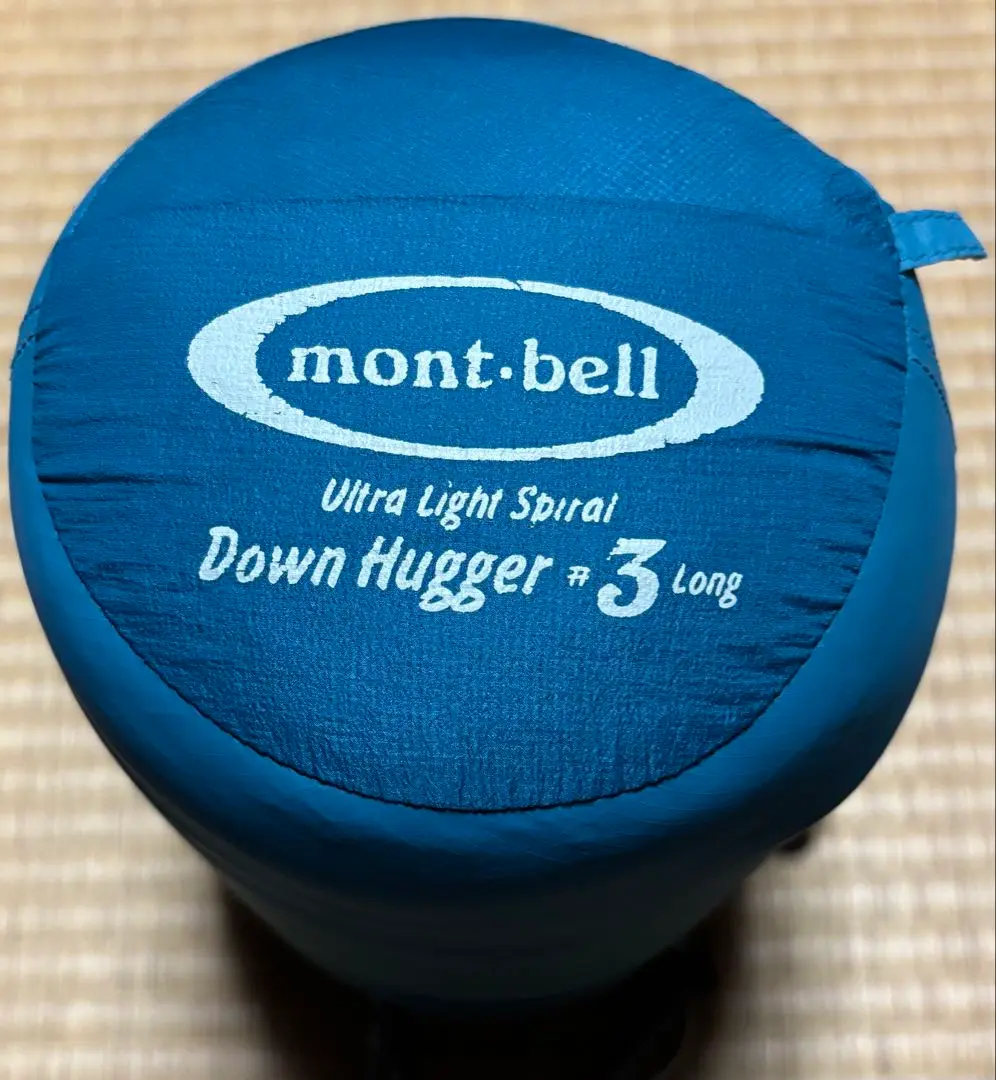 mont·bell
Ultra Light Spiral
Down Hugger #3 Long